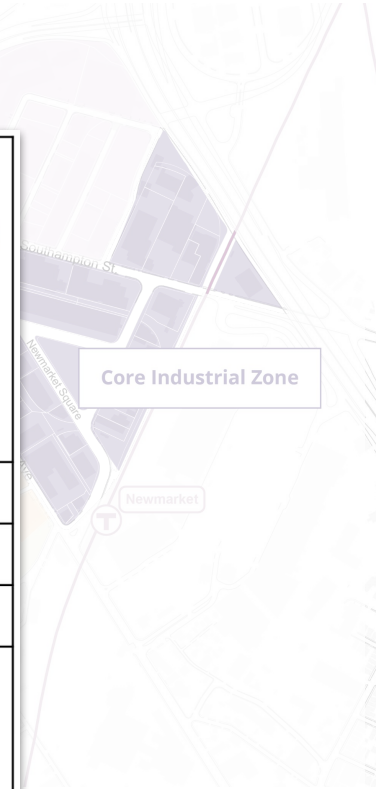 Southampton St.
Newmarket Square
Core Industrial Zone
Newmarket
T